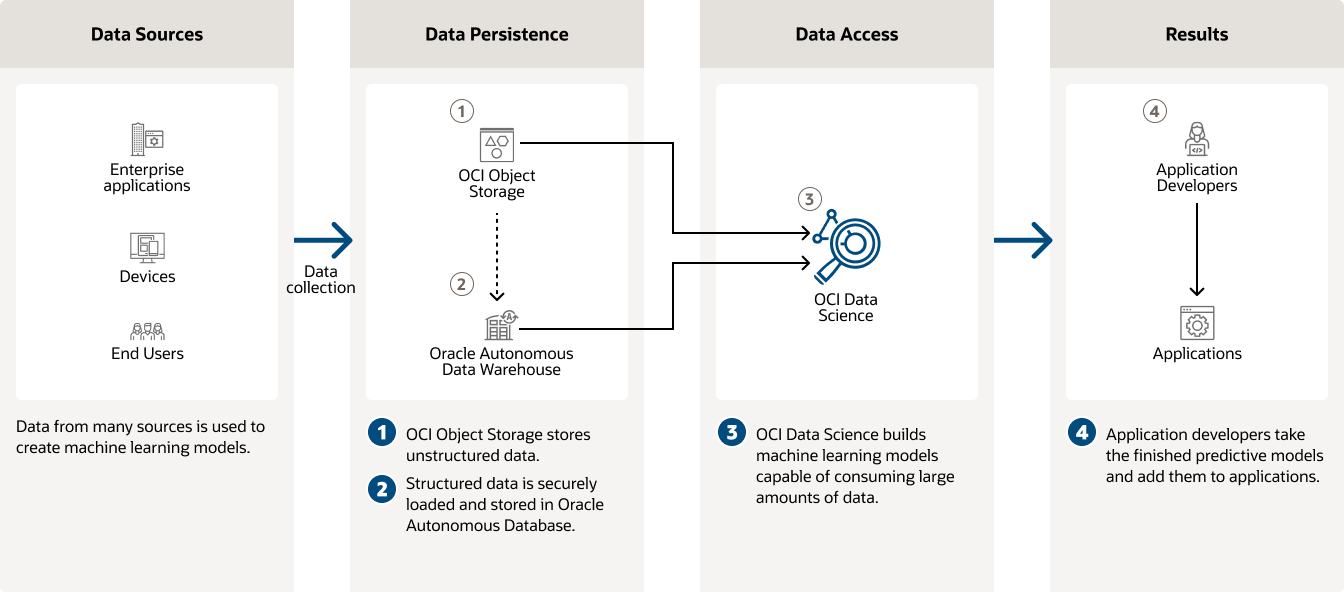 Data Sources
Enterprise
applications
Devices
End Users
Data from many sources is used to
create machine learning models.
Data
collection
Data Persistence
1
OCI Object
Storage
2
A
Oracle Autonomous
Data Warehouse
1 OCI Object Storage stores
unstructured data.
2 Structured data is securely
loaded and stored in Oracle
Autonomous Database.
Data Access
3
OCI Data
Science
3 OCI Data Science builds
machine learning models
capable of consuming large
amounts of data.
Results
4
</>
Application
Developers
Applications
4 Application developers take
the finished predictive models
and add them to applications.